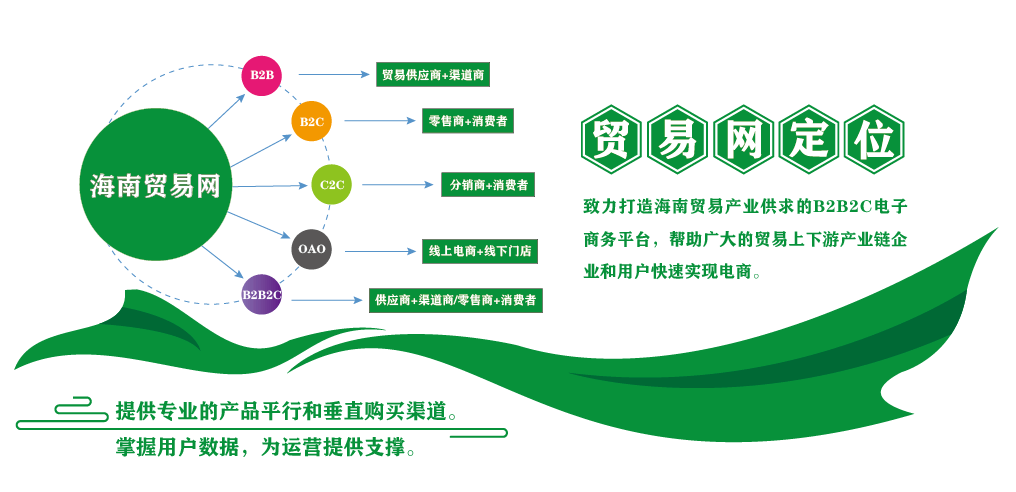 B2B
贸易供应商+渠道商
B2C
零售商+消费者
海南贸易网
C2C
分销商+消费者
OAO
线上电商+线下门店
B2B2C
供应商+渠道商/零售商+消费者
贸易网定位
致力打造海南贸易产业供求的B2B2C电子
商务平台，帮助广大的贸易上下游产业链企
业和用户快速实现电商。
提供专业的产品平行和垂直购买渠道。
掌握用户数据，为运营提供支撑。